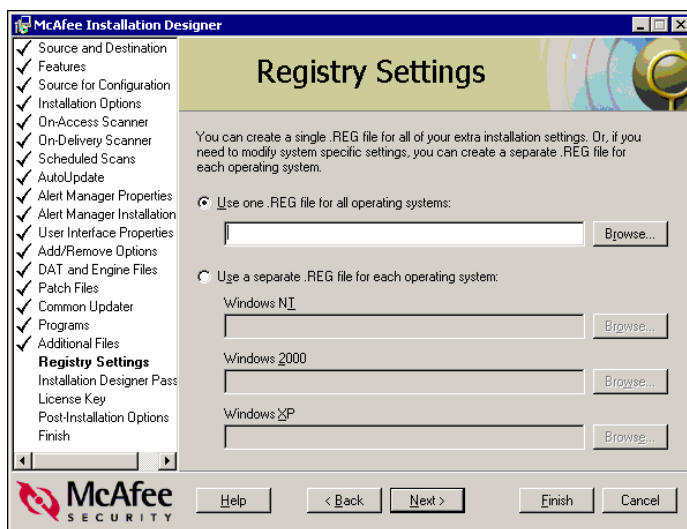 McAfee Installation Designer
Source and Destination
Features
Source for Configuration
Installation Options
On-Access Scanner
On-Delivery Scanner
Scheduled Scans
AutoUpdate
Alert Manager Properties
Alert Manager Installation
User Interface Properties
Add/Remove Options
DAT and Engine Files
Patch Files
Common Updater
Programs
Additional Files
Registry Settings
Installation Designer Pass
License Key
Post-Installation Options
Finish
Registry Settings
You can create a single .REG file for all of your extra installation settings. Or, if you
need to modify system specific settings, you can create a separate .REG file for
each operating system.
Use one .REG file for all operating systems:
Browse...
Use a separate .REG file for each operating system:
Windows NT
Browse...
Windows 2000
Browse...
Windows XP
Browse...
McAfee
SECURITY
Help
< Back
Next >
Finish
Cancel